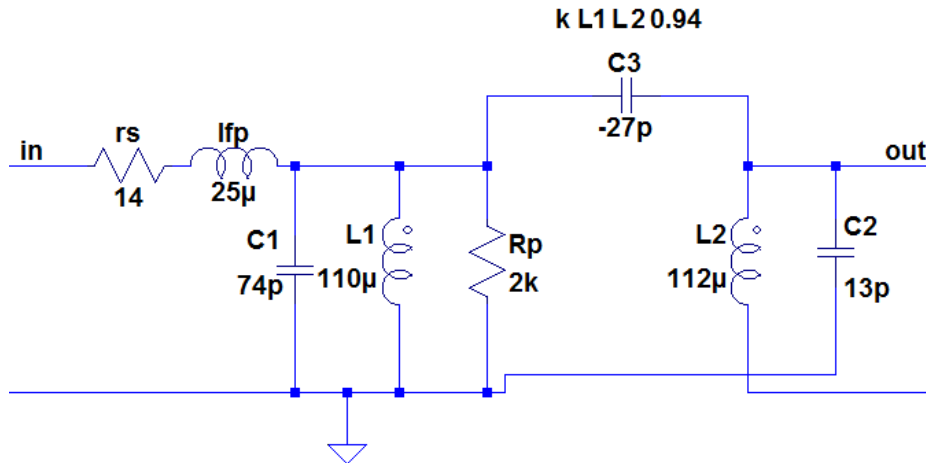 k L1 L2 0.94
C3
-27p
in
rs
14
lfp
25µ
out
C1
74p
L1
110µ
Rp
2k
L2
112µ
C2
13p